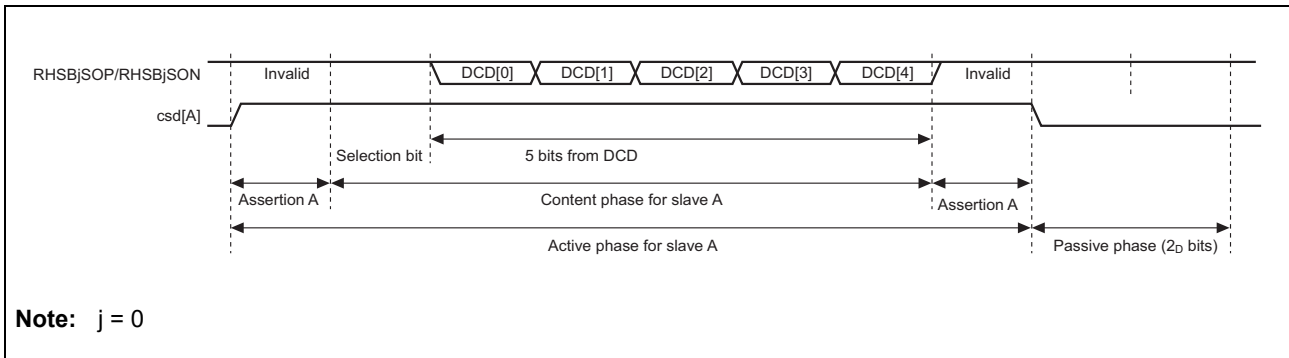 RHSBjSOP/RHSBjSON Invalid DCD[0] DCD[1] DCD[2] DCD[3] DCD[4] Invalid
csd[A]
Selection bit 5 bits from DCD
Assertion A Content phase for slave A Assertion A
Active phase for slave A Passive phase (2D bits)
Note: j = 0